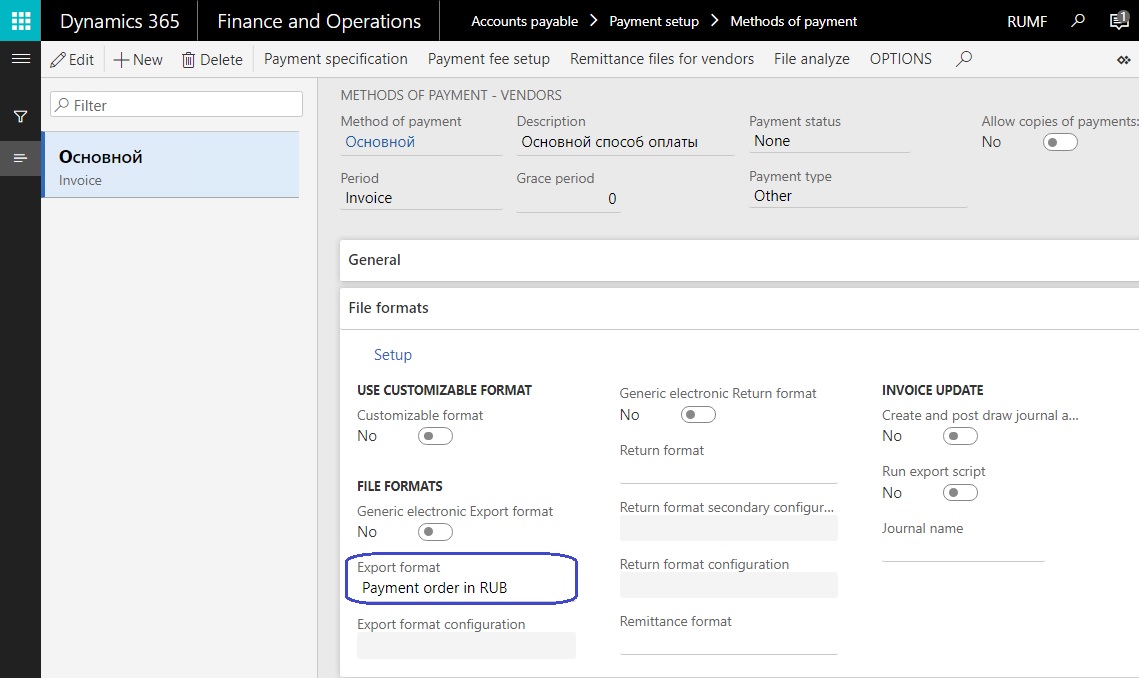 Dynamics 365 Finance and Operations Accounts payable > Payment setup > Methods of payment RUMF 1
Edit New Delete Payment specification Payment fee setup Remittance files for vendors File analyze OPTIONS
Filter
Основной
Invoice
METHODS OF PAYMENT - VENDORS
Method of payment Description Payment status Allow copies of payments:
Основной Основной способ оплаты None No
Period Grace period Payment type
Invoice 0 Other
General
File formats
Setup
USE CUSTOMIZABLE FORMAT
Customizable format
No
FILE FORMATS
Generic electronic Export format
No
Export format
Payment order in RUB
Export format configuration
Generic electronic Return format
No
Return format
Return format secondary configur...
Return format configuration
Remittance format
INVOICE UPDATE
Create and post draw journal a...
No
Run export script
No
Journal name